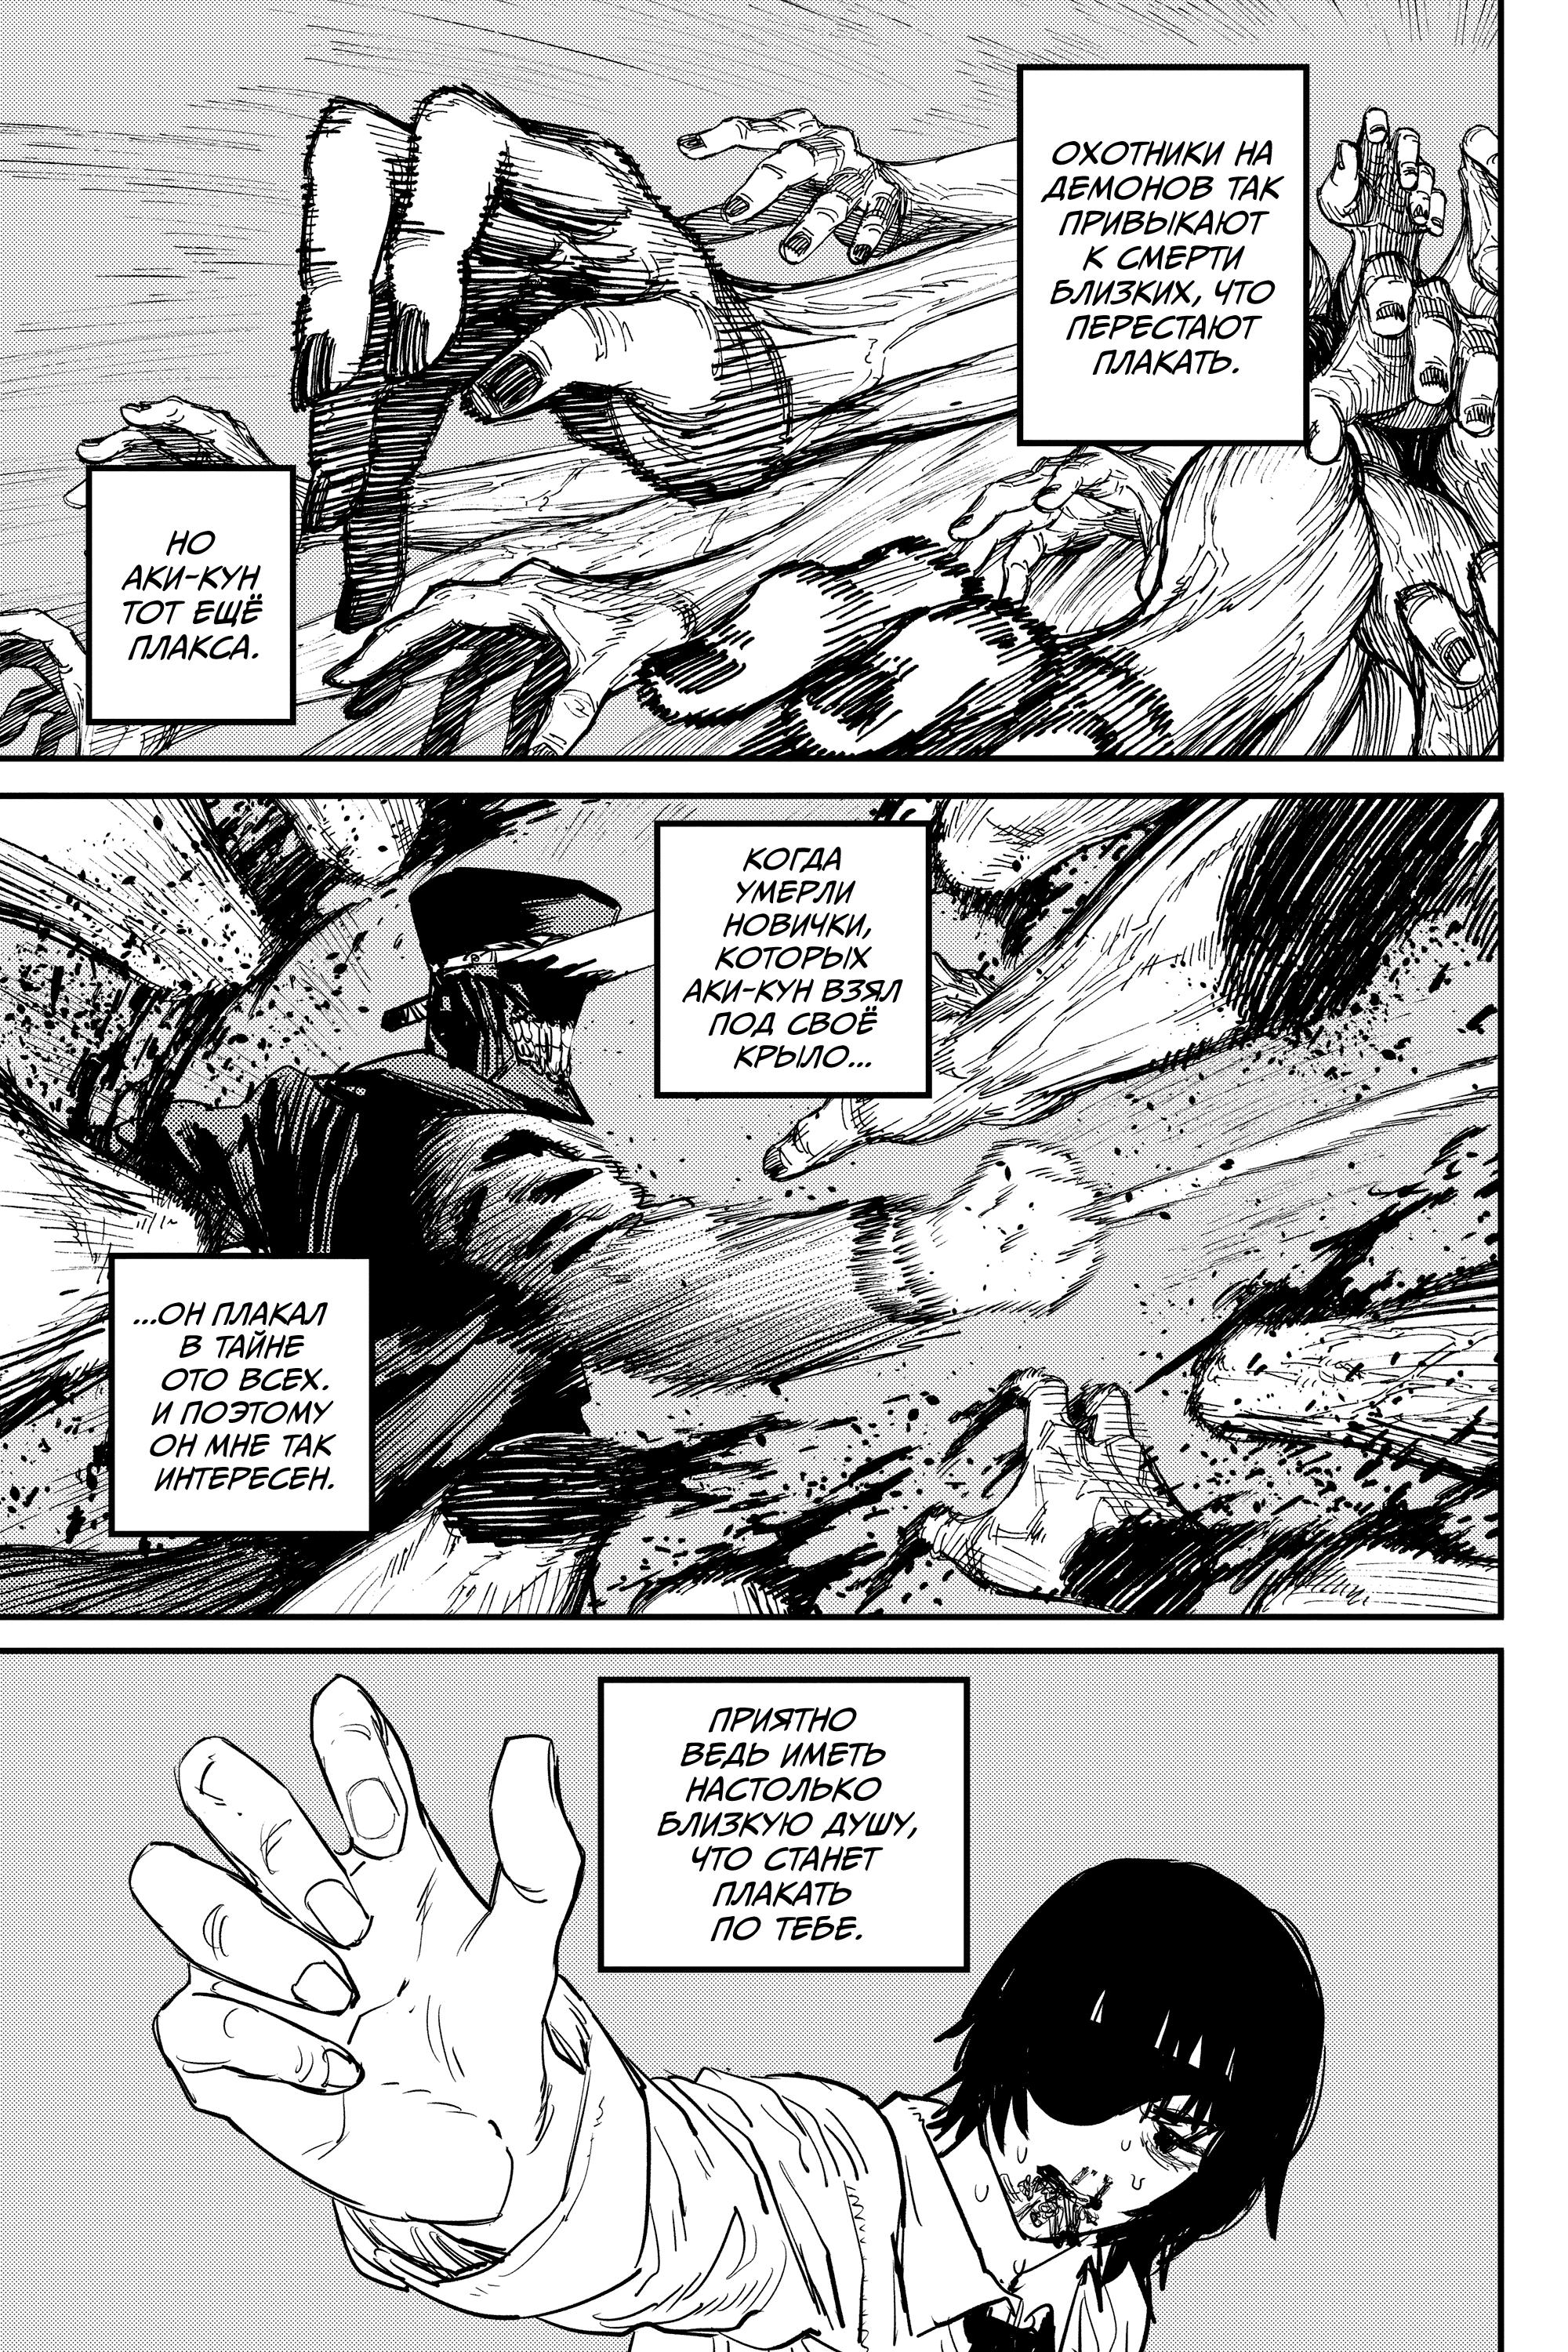 ОХОТНИКИ НА
ДЕМОНОВ ТАК
ПРИВЫКАЮТ
К СМЕРТИ
БЛИЗКИХ, ЧТО
ПЕРЕСТАЮТ
ПЛАКАТЬ.
НО
АКИ-КУН
ТОТ ЕЩЁ
ПЛАКСА.
КОГДА
УМЕРЛИ
НОВИЧКИ,
КОТОРЫХ
АКИ-КУН ВЗЯЛ
ПОД СВОЁ
КРЫЛО...
...ОН ПЛАКАЛ
В ТАЙНЕ
ОТО ВСЕХ.
И ПОЭТОМУ
ОН МНЕ ТАК
ИНТЕРЕСЕН.
ПРИЯТНО
ВЕДЬ ИМЕТЬ
НАСТОЛЬКО
БЛИЗКУЮ ДУШУ,
ЧТО СТАНЕТ
ПЛАКАТЬ
ПО ТЕБЕ.